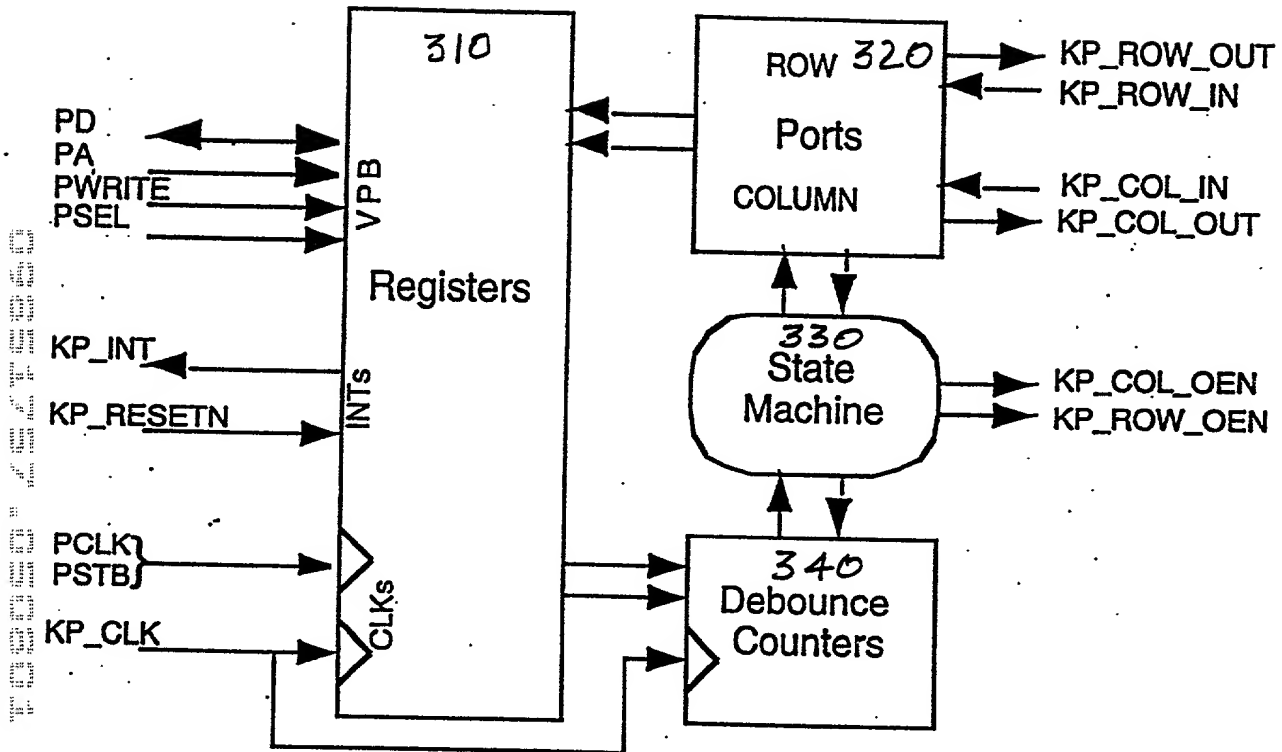 310
Registers
PD
PA
PWRITE
PSEL
VPB
KP_INT
KP_RESETN
INTs
PCLK
PSTB
KP_CLK
CLKs
ROW 320
Ports
COLUMN
KP_ROW_OUT
KP_ROW_IN
KP_COL_IN
KP_COL_OUT
330
State
Machine
KP_COL_OEN
KP_ROW_OEN
340
Debounce
Counters